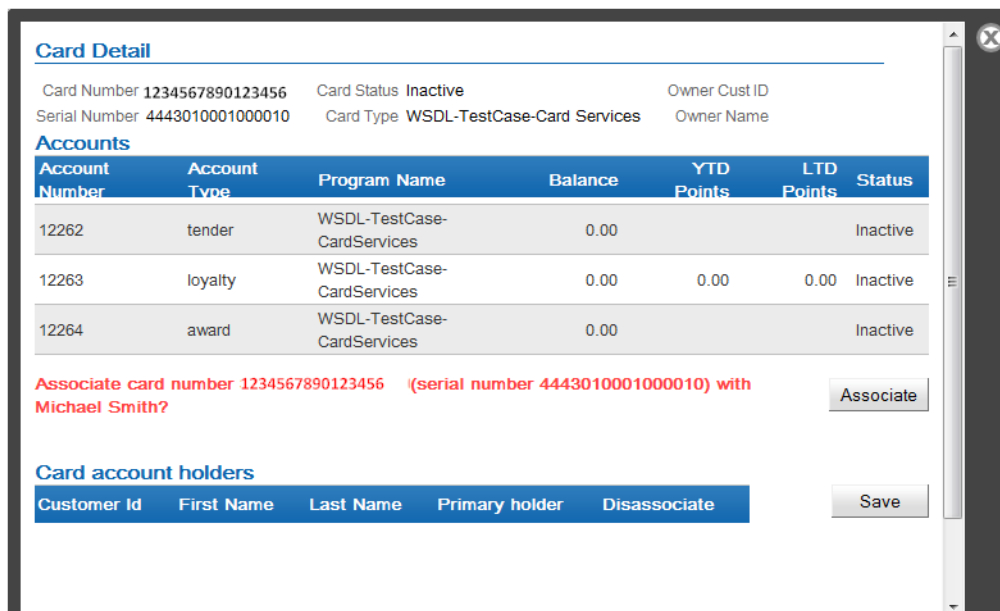 Card Detail
Card Number 1234567890123456 Card Status Inactive Owner Cust ID
Serial Number 4443010001000010 Card Type WSDL-TestCase-Card Services Owner Name
Accounts
Account Account Program Name Balance YTD LTD Status
Number Type Points Points
12262 tender WSDL-TestCase- 0.00 Inactive
CardServices
12263 loyalty WSDL-TestCase- 0.00 0.00 0.00 Inactive
CardServices
12264 award WSDL-TestCase- 0.00 Inactive
CardServices
Associate card number 1234567890123456 (serial number 4443010001000010) with
Michael Smith?
Associate
Card account holders
Customer Id First Name Last Name Primary holder Disassociate
Save